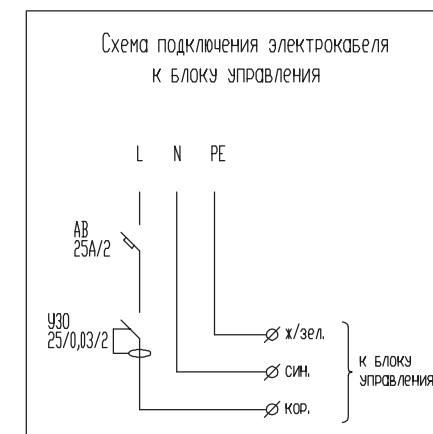 Схема подключения электрокабеля
к блоку управления
L N PE
АВ
25А/2
УЗО
25/0,03/2
ж/зел.
син.
кор.
к блоку
управления